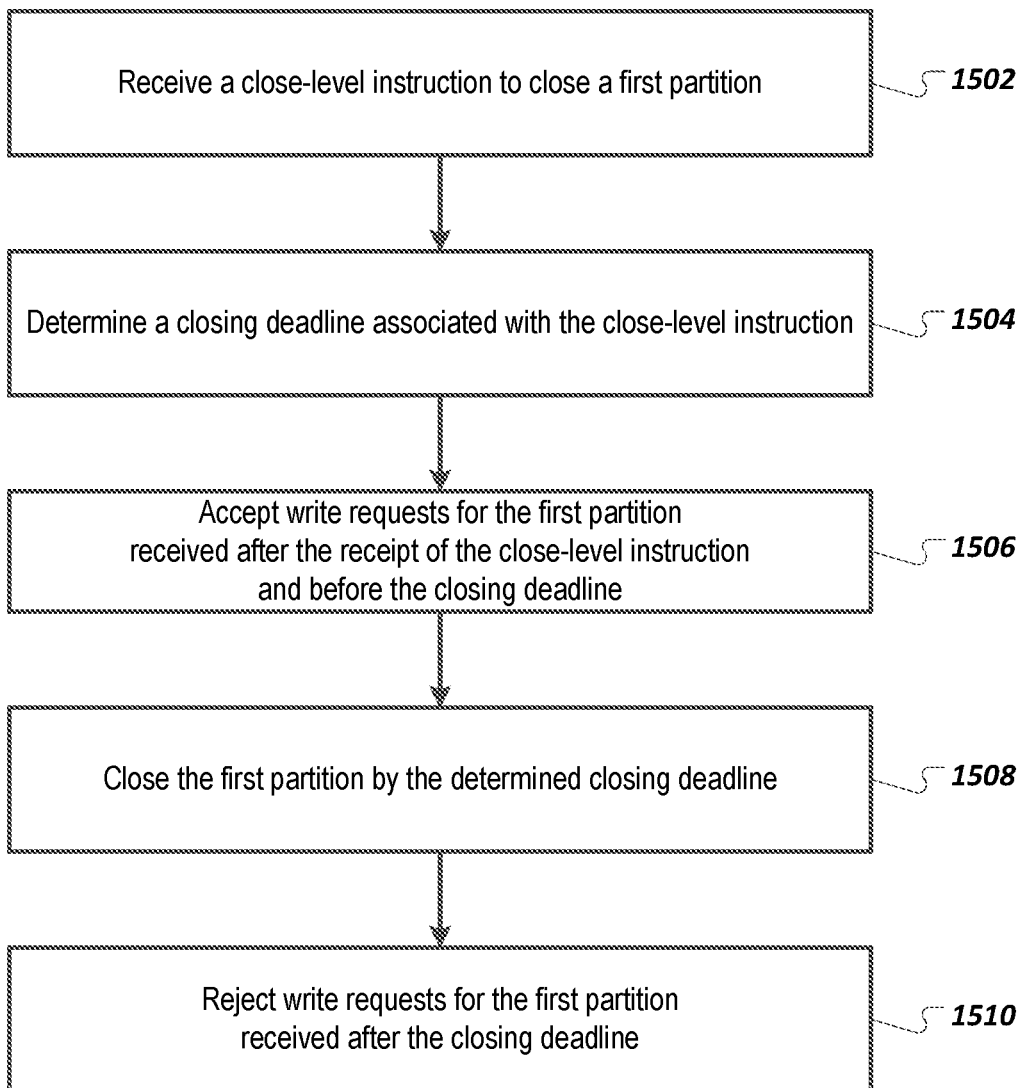 Receive a close-level instruction to close a first partition
1502
Determine a closing deadline associated with the close-level instruction
1504
Accept write requests for the first partition
received after the receipt of the close-level instruction
and before the closing deadline
1506
Close the first partition by the determined closing deadline
1508
Reject write requests for the first partition
received after the closing deadline
1510